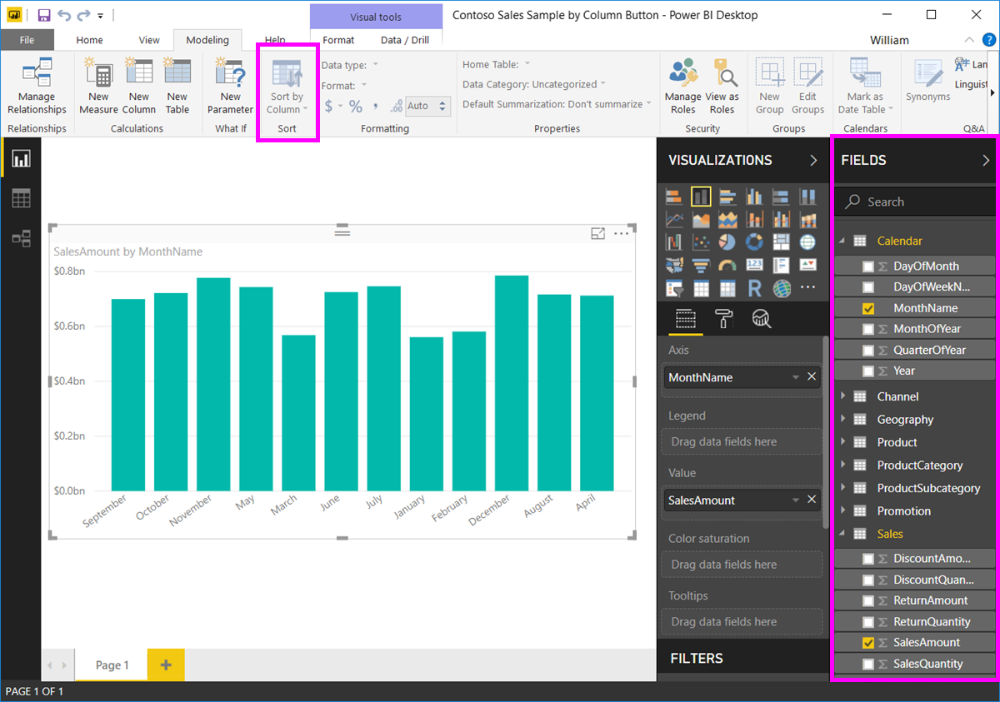 Visual tools
Contoso Sales Sample by Column Button - Power BI Desktop
File Home View Modeling Help Format Data / Drill William ?
Manage Relationships
Relationships
New Measure
New Column
New Table
Calculations
New Parameter
What If
Sort by Column
Sort
Data type:
Format:
$ % , .00 Auto
Formatting
Home Table:
Data Category: Uncategorized
Default Summarization: Don't summarize
Properties
Manage Roles
View as Roles
Security
New Group
Edit Groups
Groups
Mark as Date Table
Calendars
Synonyms
Lan
Linguist
Q&A
SalesAmount by MonthName
$0.8bn
$0.6bn
$0.4bn
$0.2bn
$0.0bn
September
October
November
May
March
June
July
January
February
December
August
April
Page 1
+
PAGE 1 OF 1
VISUALIZATIONS
123
R
Axis
MonthName
Legend
Drag data fields here
Value
SalesAmount
Color saturation
Drag data fields here
Tooltips
Drag data fields here
FILTERS
FIELDS
Search
Calendar
Σ DayOfMonth
DayOfWeekN...
MonthName
Σ MonthOfYear
Σ QuarterOfYear
Σ Year
Channel
Geography
Product
ProductCategory
ProductSubcategory
Promotion
Sales
Σ DiscountAmo...
Σ DiscountQuan...
Σ ReturnAmount
Σ ReturnQuantity
Σ SalesAmount
Σ SalesQuantity